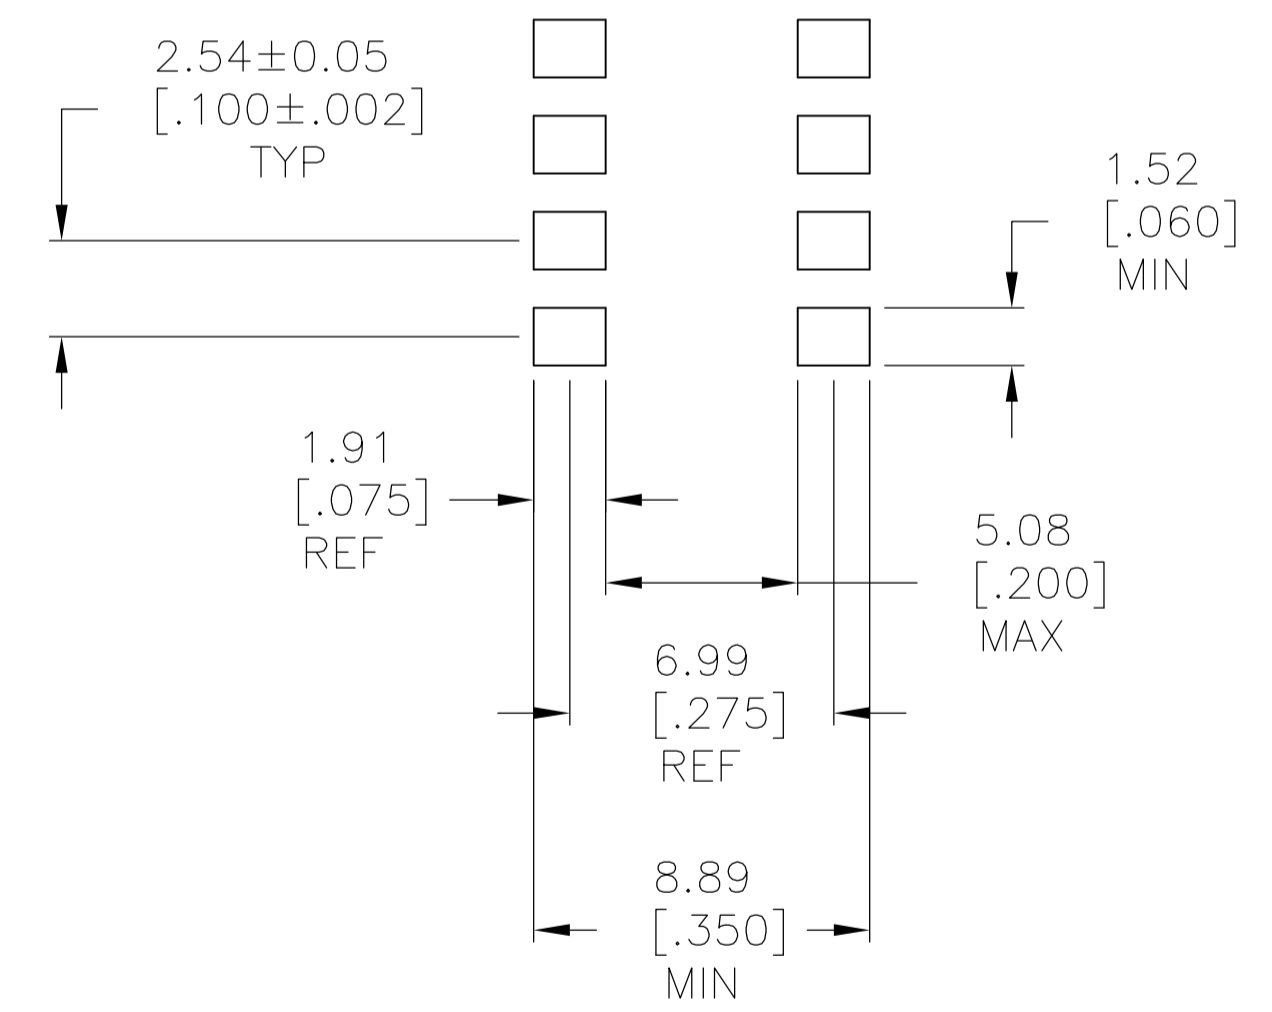 2.54±0.05
[.100±.002]
TYP
1.52
[.060]
MIN
1.91
[.075]
REF
5.08
[.200]
MAX
6.99
[.275]
REF
8.89
[.350]
MIN